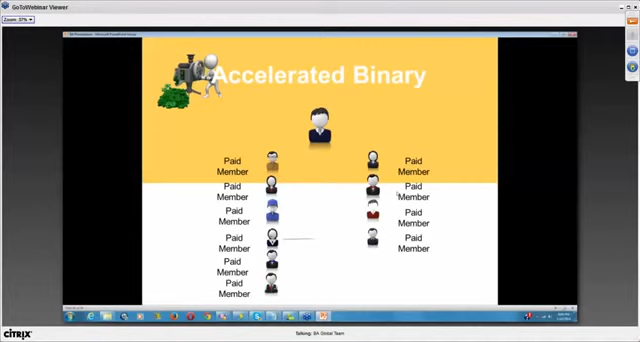 GoToWebinar Viewer
Zoom: 57%
Accelerated Binary
Paid
Member
Paid
Member
Paid
Member
Paid
Member
Paid
Member
Paid
Member
Paid
Member
Paid
Member
Paid
Member
Paid
Member
CITRIX
Talking: BA Global Team